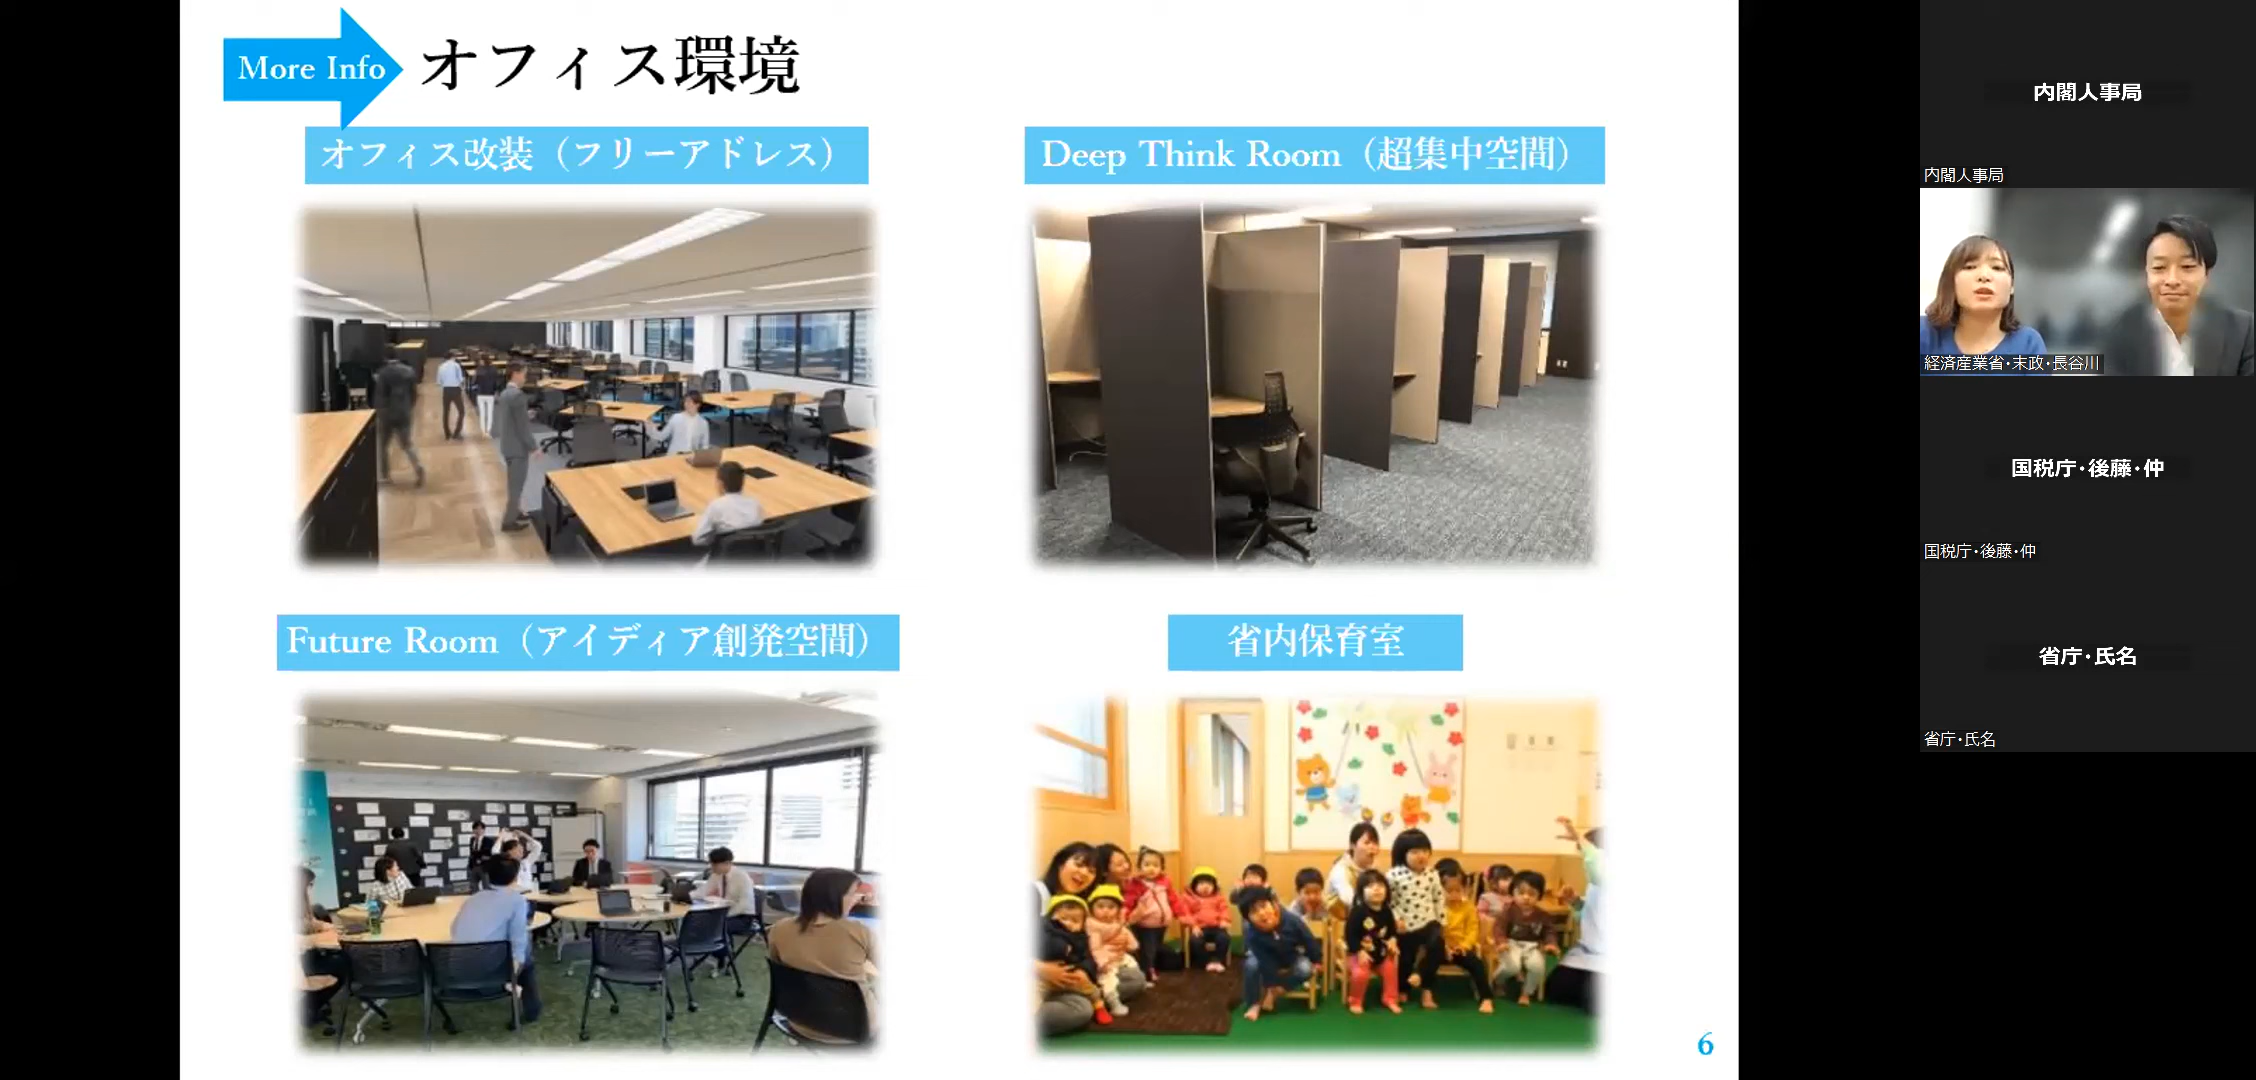 More Info
オフィス環境
オフィス改装（フリーアドレス）
Deep Think Room（超集中空間）
Future Room（アイディア創発空間）
省内保育室
6
内閣人事局
内閣人事局
経済産業省・末政・長谷川
国税庁・後藤・仲
国税庁・後藤・仲
省庁・氏名
省庁・氏名